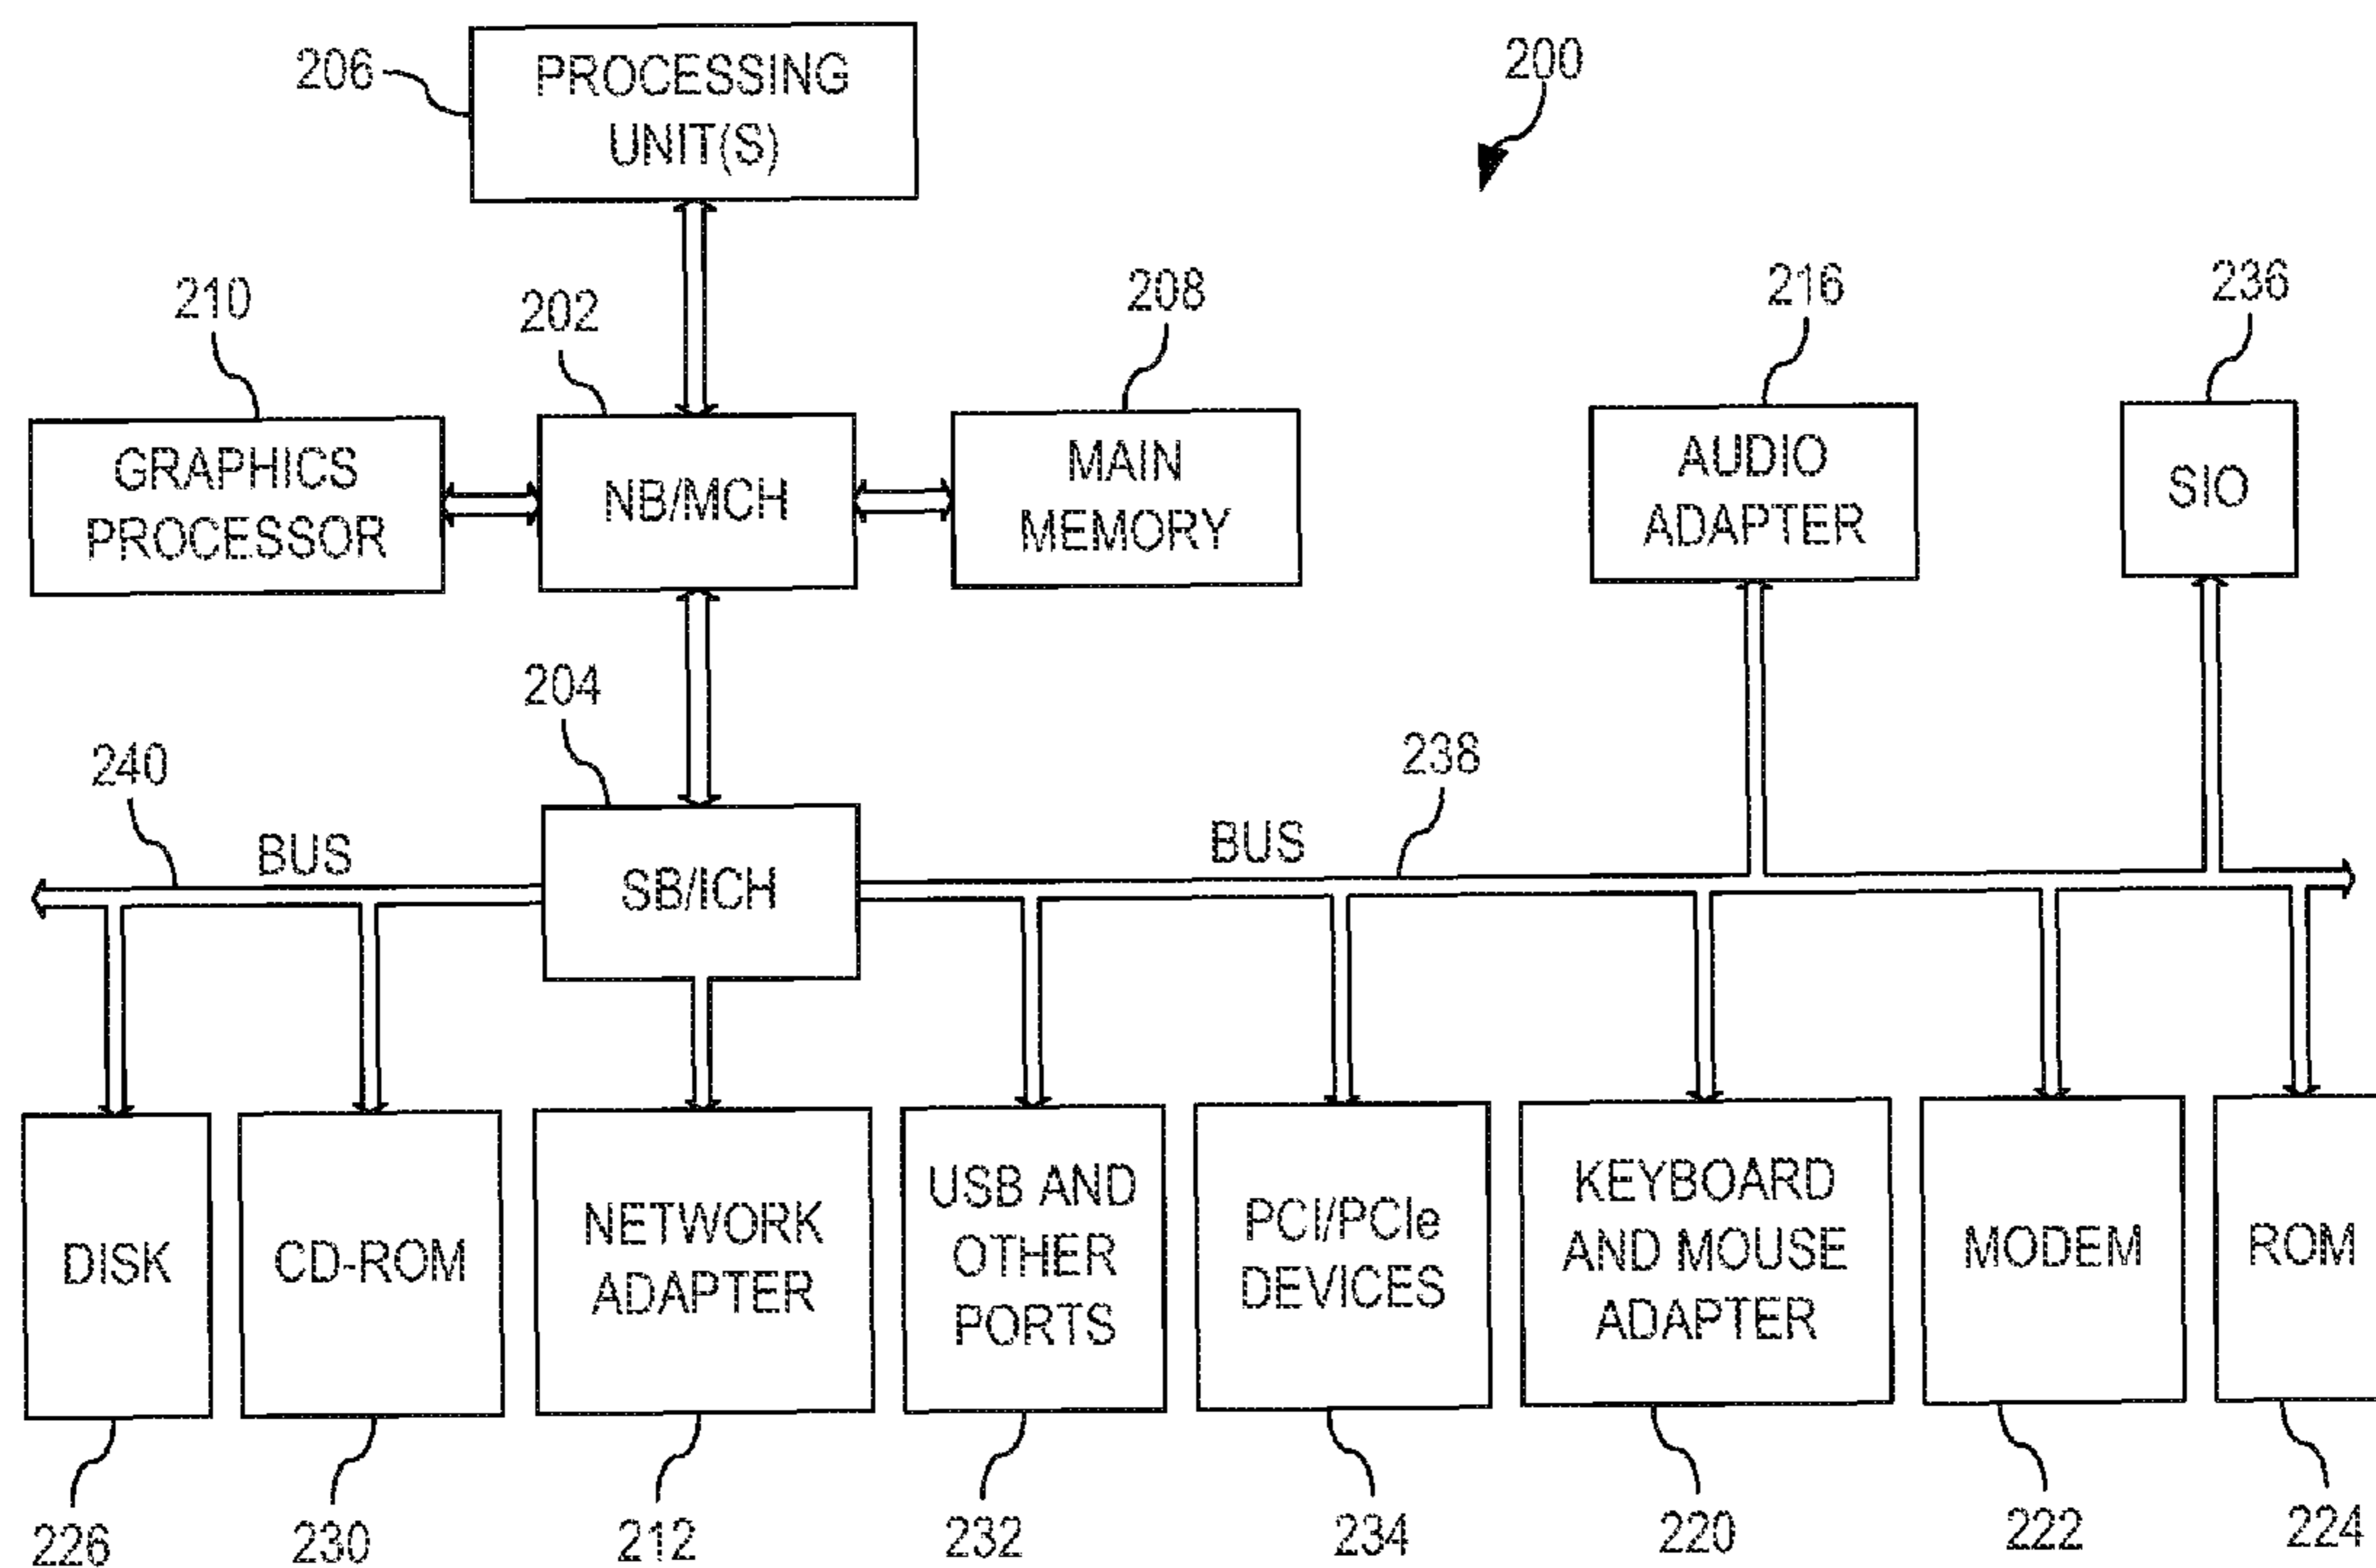 206
PROCESSING
UNIT(S)
200
210
202
208
216
236
GRAPHICS
PROCESSOR
NB/MCH
MAIN
MEMORY
AUDIO
ADAPTER
SIO
204
240
BUS
238
BUS
SB/ICH
DISK
CD-ROM
NETWORK
ADAPTER
USB AND
OTHER
PORTS
PCI/PCIe
DEVICES
KEYBOARD
AND MOUSE
ADAPTER
MODEM
ROM
226
230
212
232
234
220
222
224